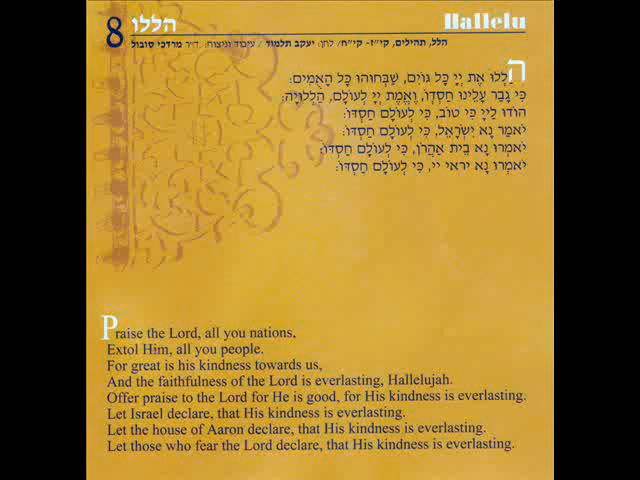 8 הללו Hallelu
הלל, תהילים, קי״ז- קי״ח/ לחן: יעקב תלמוד / עיבוד וניצוח: ד״ר מרדכי סובול
הַלְלוּ אֶת יְיָ כָּל גּוֹיִם, שַׁבְּחוּהוּ כָּל הָאֻמִּים:
כִּי גָבַר עָלֵינוּ חַסְדּוֹ, וֶאֱמֶת יְיָ לְעוֹלָם, הַלְלוּיָהּ:
הוֹדוּ לַייָ כִּי טוֹב, כִּי לְעוֹלָם חַסְדּוֹ:
יֹאמַר נָא יִשְׂרָאֵל, כִּי לְעוֹלָם חַסְדּוֹ:
יֹאמְרוּ נָא בֵית אַהֲרֹן, כִּי לְעוֹלָם חַסְדּוֹ:
יֹאמְרוּ נָא יִרְאֵי יי, כִּי לְעוֹלָם חַסְדּוֹ:
Praise the Lord, all you nations,
Extol Him, all you people.
For great is his kindness towards us,
And the faithfulness of the Lord is everlasting, Hallelujah.
Offer praise to the Lord for He is good, for His kindness is everlasting.
Let Israel declare, that His kindness is everlasting.
Let the house of Aaron declare, that His kindness is everlasting.
Let those who fear the Lord declare, that His kindness is everlasting.